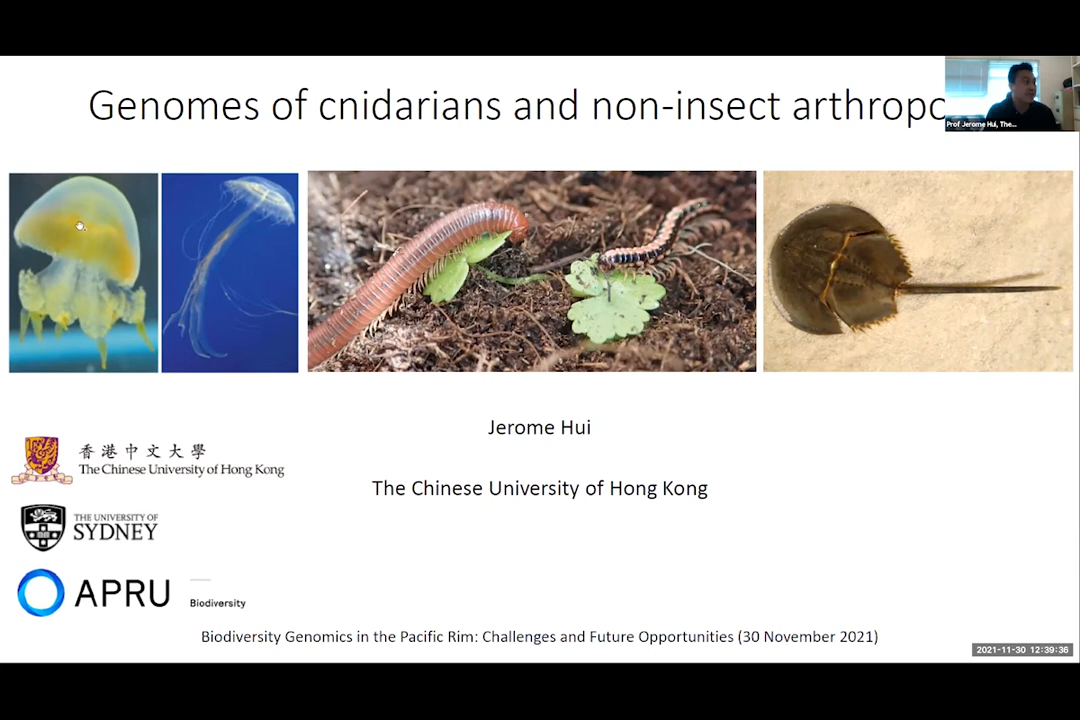 Genomes of cnidarians and non-insect arthropo
Prof Jerome Hui, The...
Jerome Hui
香港中文大學
The Chinese University of Hong Kong
The Chinese University of Hong Kong
THE UNIVERSITY OF
SYDNEY
APRU
Biodiversity
Biodiversity Genomics in the Pacific Rim: Challenges and Future Opportunities (30 November 2021)
2021-11-30 12:39:36